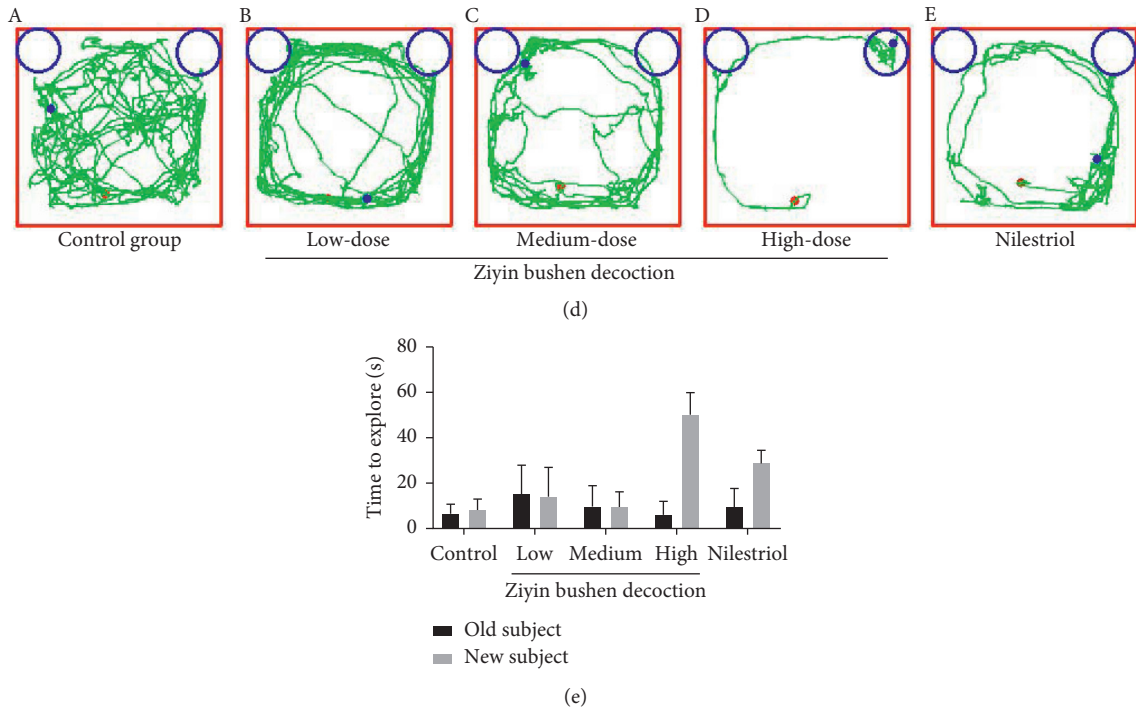 A B C D E
Control group Low-dose Medium-dose High-dose Nilestriol
Ziyin bushen decoction
(d)
80
60
40
20
0
Time to explore (s)
Control Low Medium High Nilestriol
Ziyin bushen decoction
Old subject
New subject
(e)